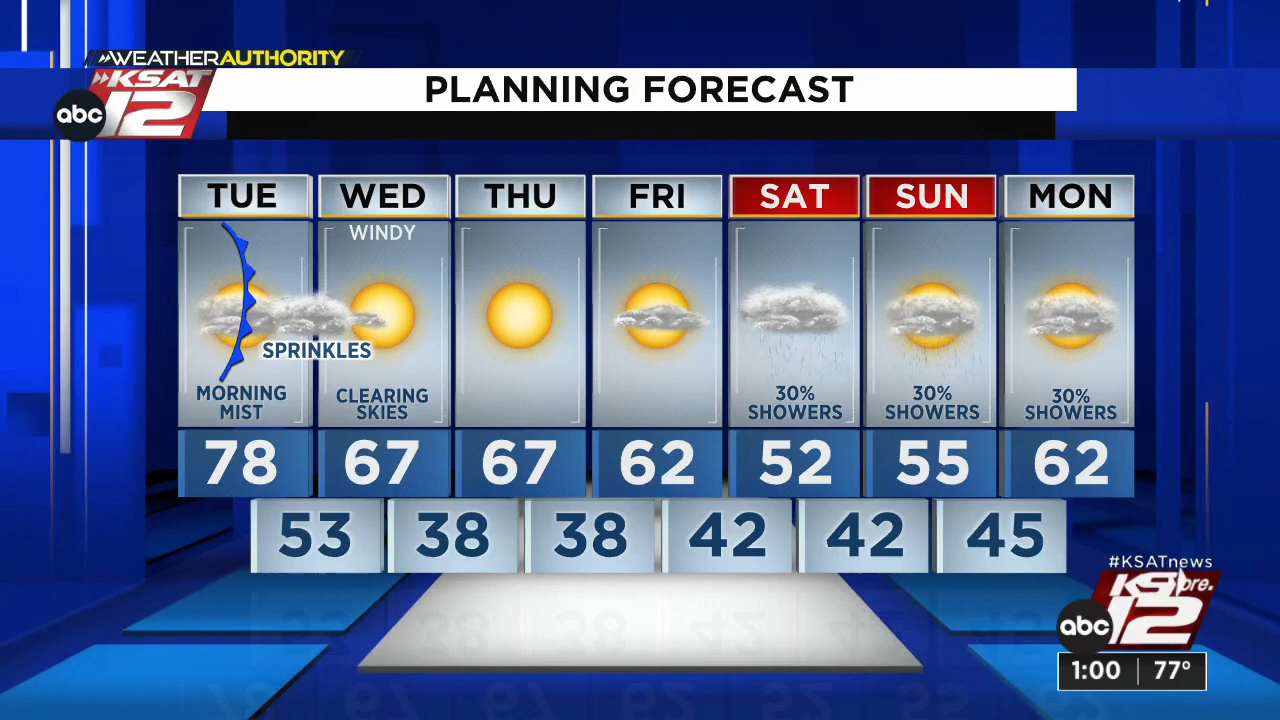 WEATHERAUTHORITY
KSAT
abc 12
PLANNING FORECAST
TUE WED THU FRI SAT SUN MON
WINDY
SPRINKLES
MORNING MIST
CLEARING SKIES
30% SHOWERS
30% SHOWERS
30% SHOWERS
78 67 67 62 52 55 62
53 38 38 42 42 45
#KSATnews
abc 12
1:00 77°